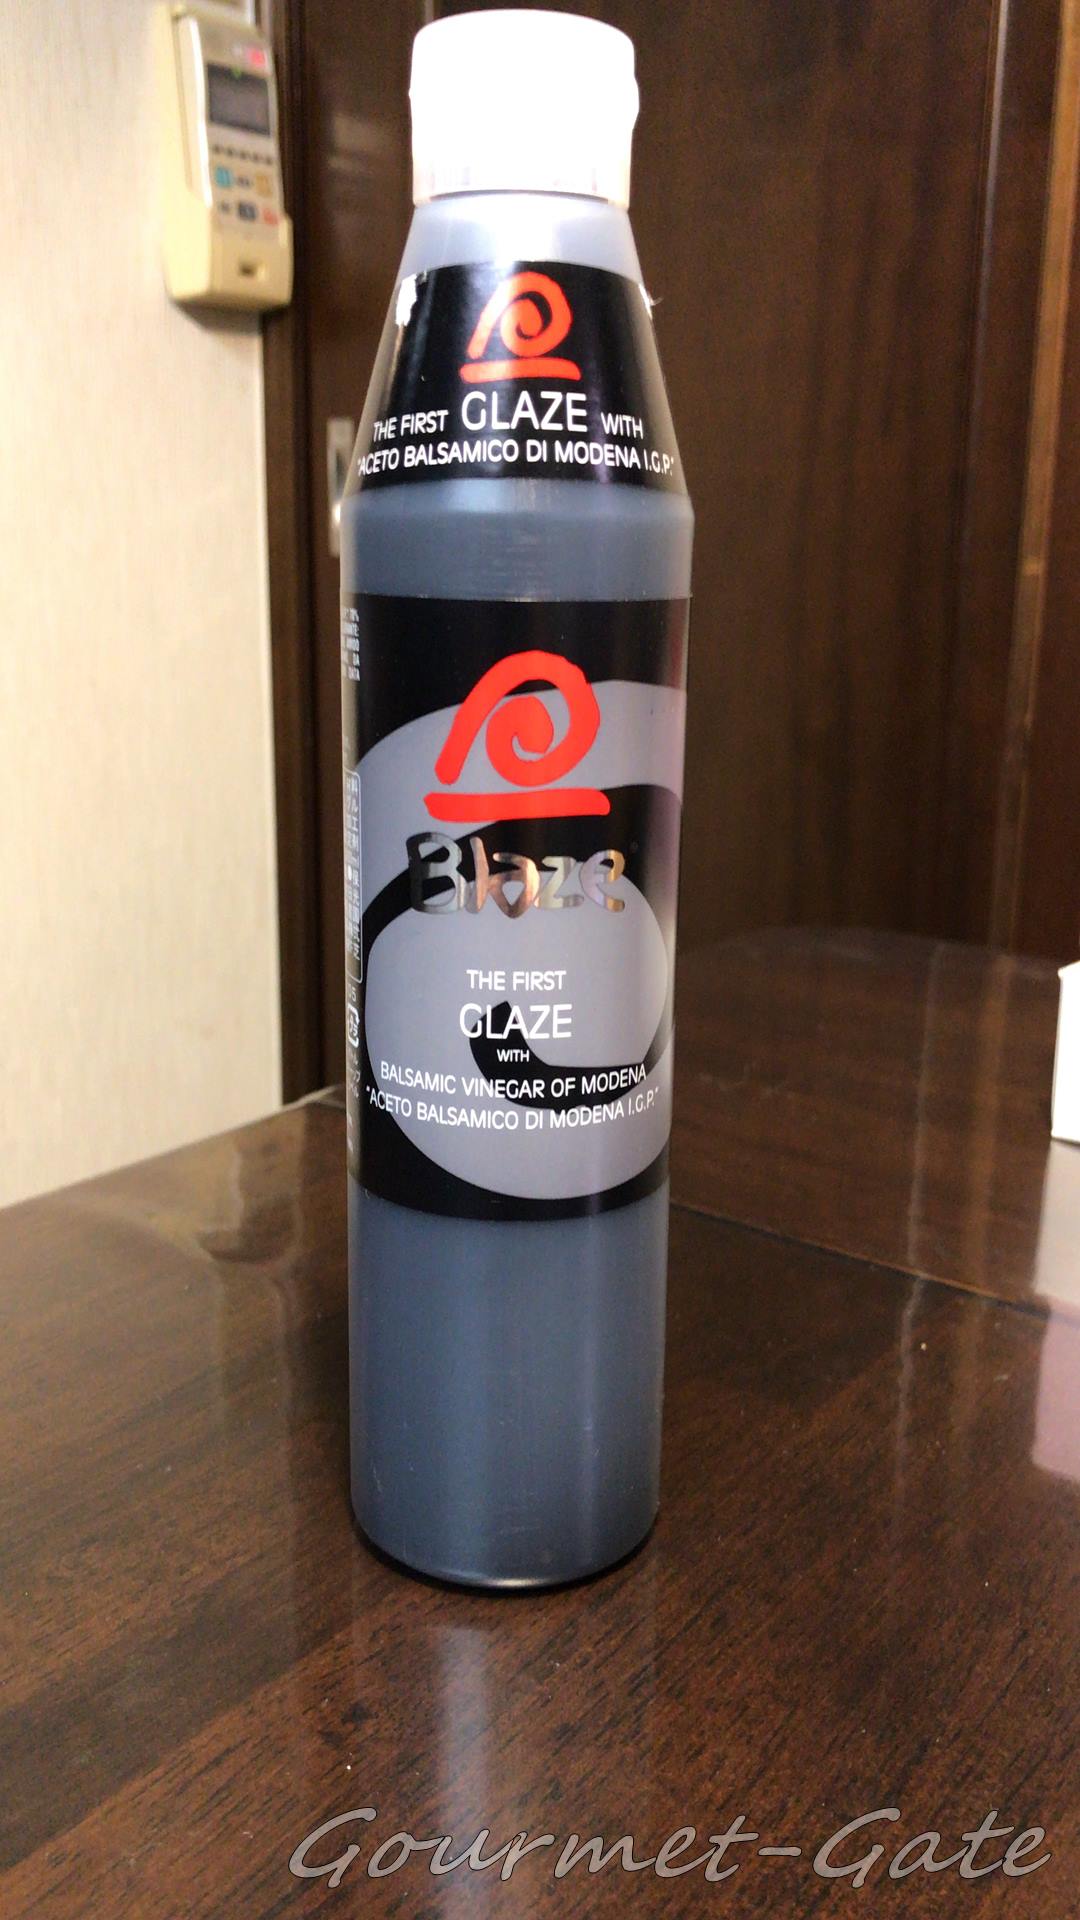 THE FIRST GLAZE WITH
"ACETO BALSAMICO DI MODENA I.G.P."
Blaze
THE FIRST
GLAZE
WITH
BALSAMIC VINEGAR OF MODENA
"ACETO BALSAMICO DI MODENA I.G.P."
Gourmet-Gate